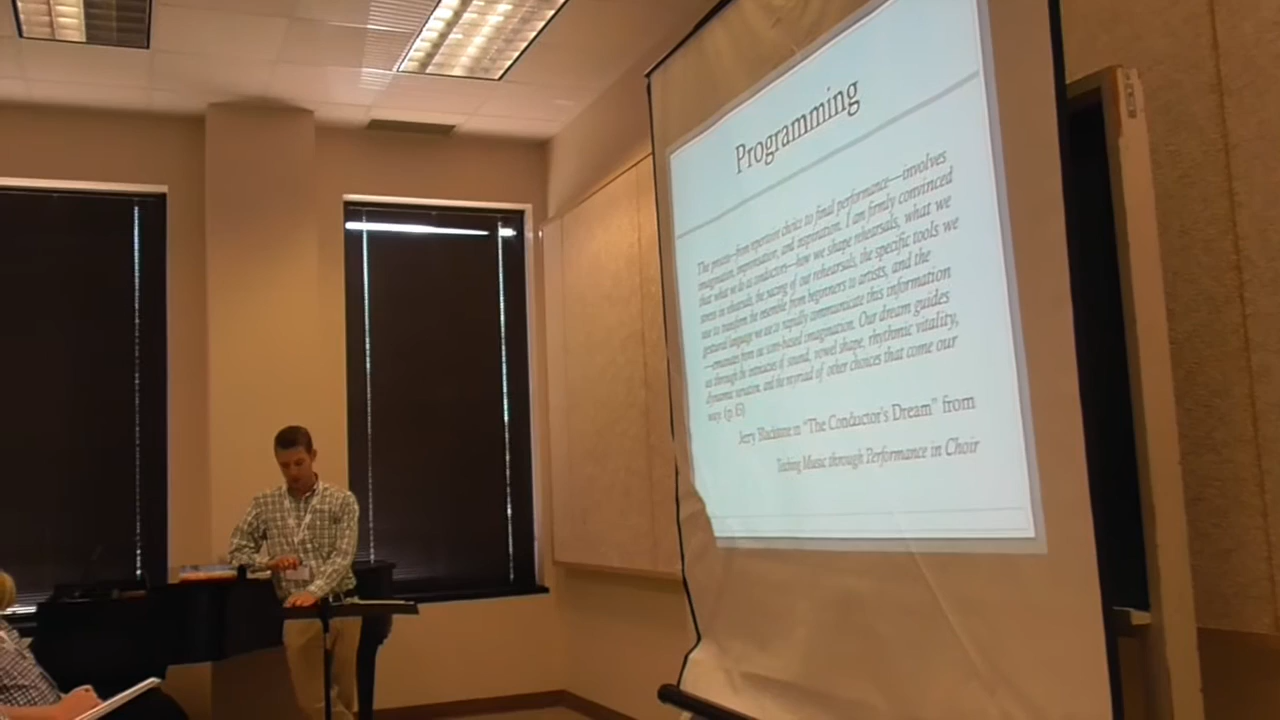 Programming
The process—from repertoire choice to final performance—involves
imagination, improvisation, and inspiration. I am firmly convinced
that what we do as conductors—how we shape rehearsals, what we
stress in rehearsals, the pacing of our rehearsals, the specific tools we
use to transform the ensemble from beginners to artists, and the
gestural language we use to rapidly communicate this information
—emanates from our score-based imagination. Our dream guides
us through the intricacies of sound, vowel shape, rhythmic vitality,
dynamic variation, and the myriad of other choices that come our
way. (p. 13)
Jerry Blackstone in "The Conductor's Dream" from
Teaching Music through Performance in Choir